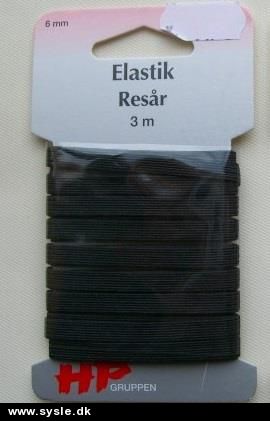 6 mm
Elastik
Resår
3 m
HP
GRUPPEN
www.sysle.dk